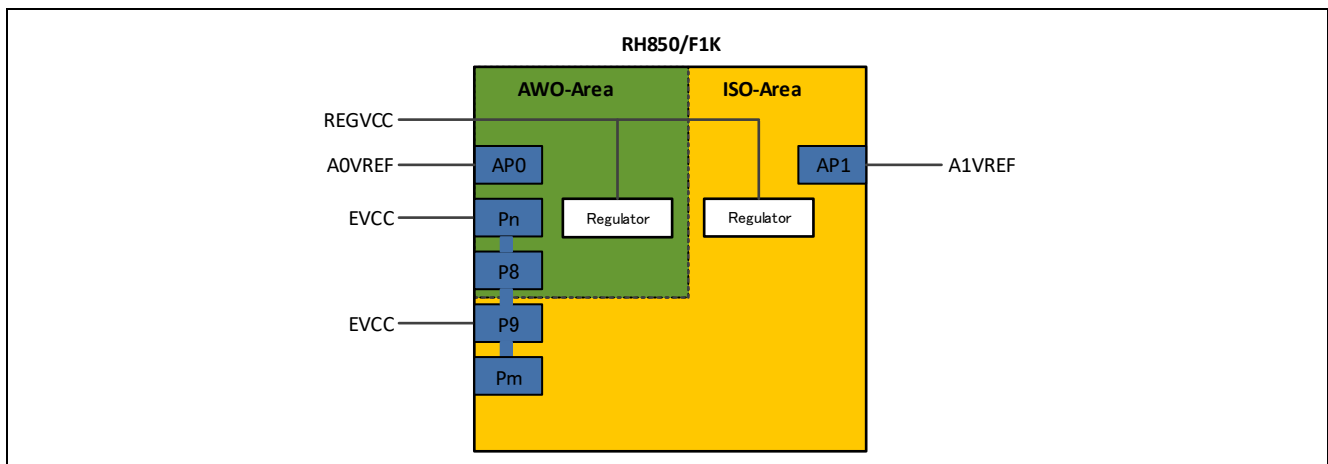 RH850/F1K
AWO-Area
ISO-Area
REGVCC
A0VREF
AP0
AP1
A1VREF
EVCC
Pn
Regulator
Regulator
P8
EVCC
P9
Pm